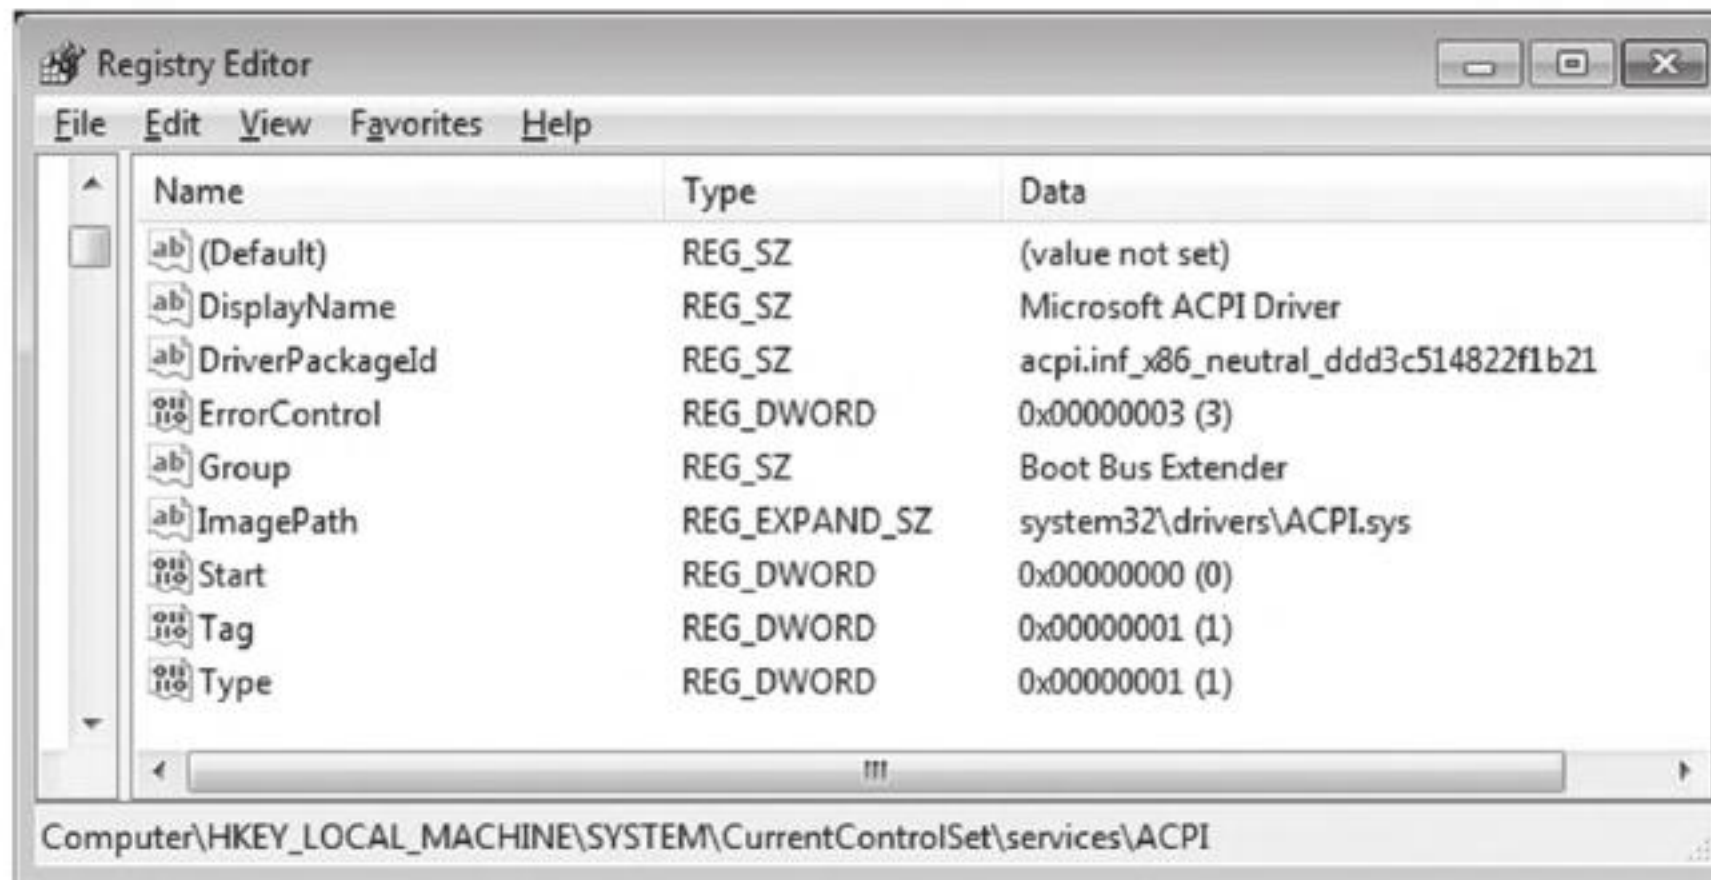 Registry Editor
File Edit View Favorites Help
Name Type Data
(Default) REG_SZ (value not set)
DisplayName REG_SZ Microsoft ACPI Driver
DriverPackageId REG_SZ acpi.inf_x86_neutral_ddd3c514822f1b21
ErrorControl REG_DWORD 0x00000003 (3)
Group REG_SZ Boot Bus Extender
ImagePath REG_EXPAND_SZ system32\drivers\ACPI.sys
Start REG_DWORD 0x00000000 (0)
Tag REG_DWORD 0x00000001 (1)
Type REG_DWORD 0x00000001 (1)
Computer\HKEY_LOCAL_MACHINE\SYSTEM\CurrentControlSet\services\ACPI